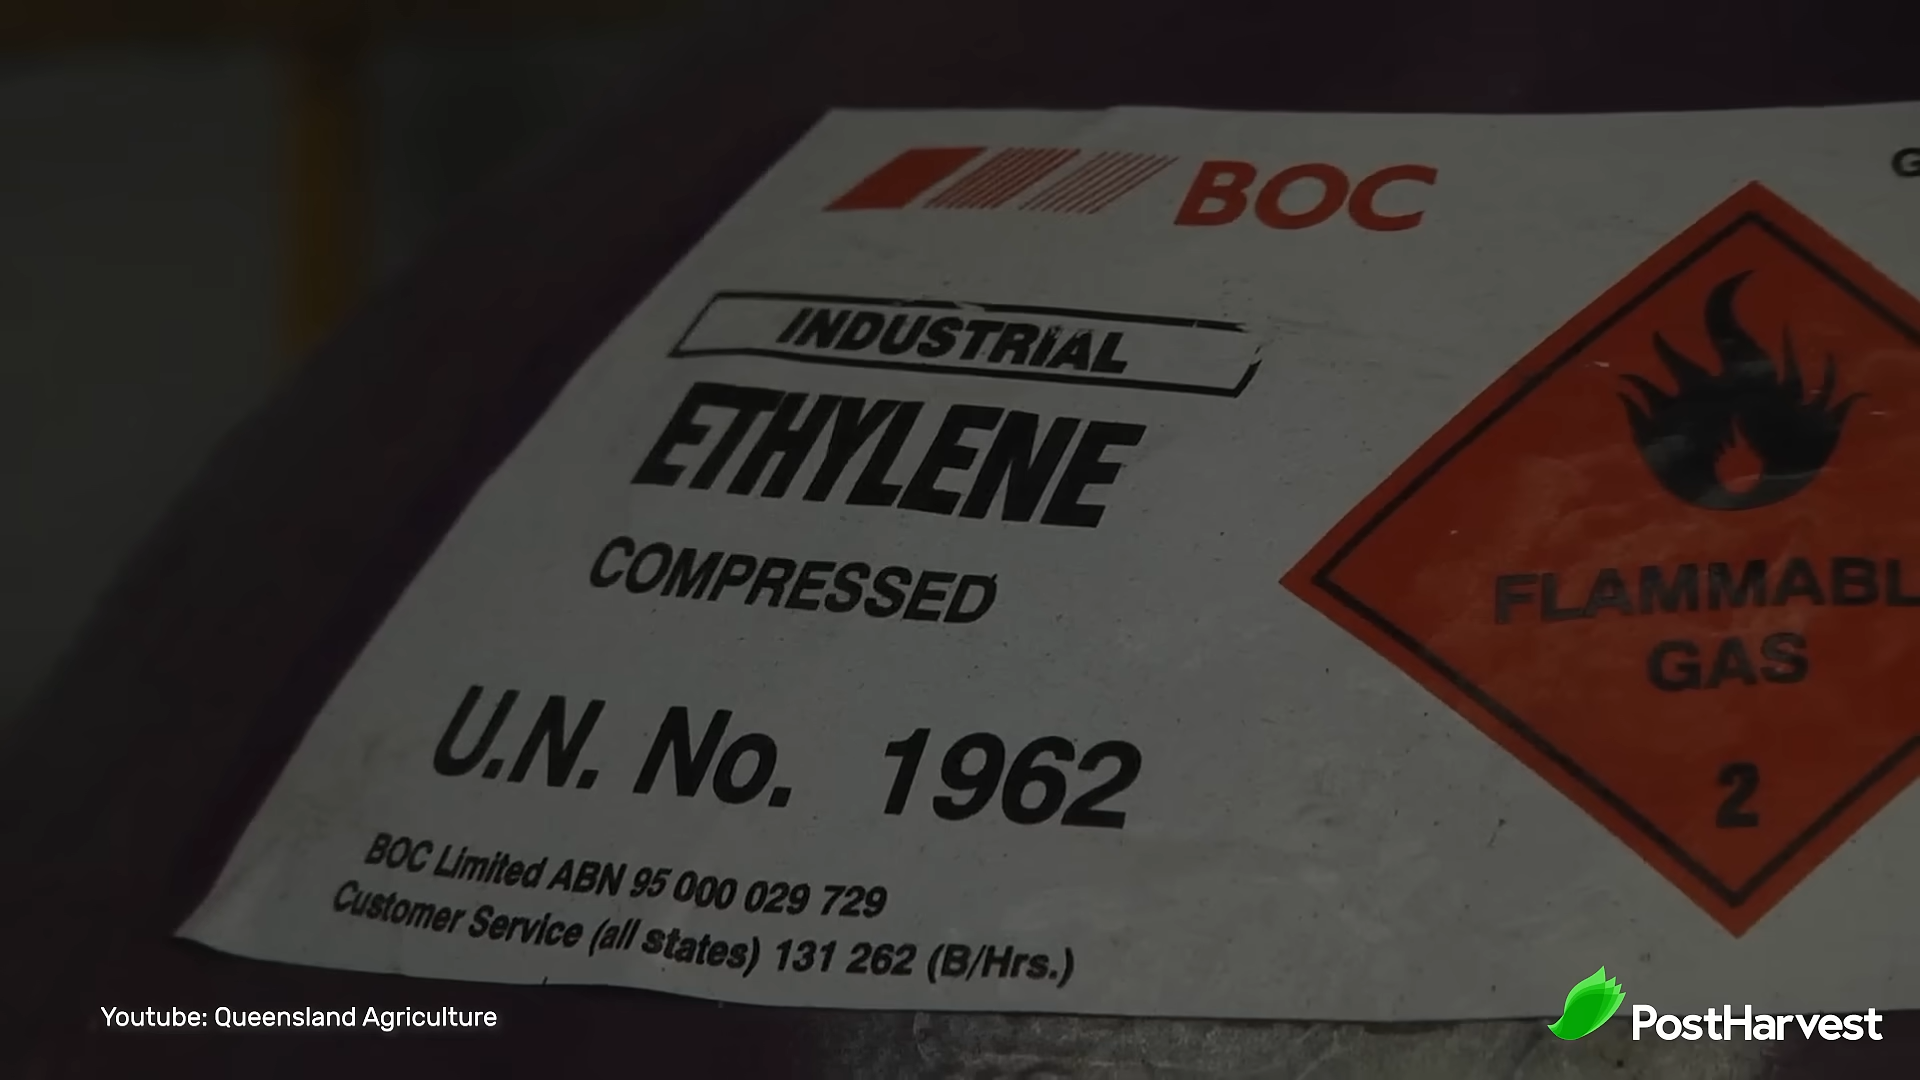 BOC
G
INDUSTRIAL
ETHYLENE
COMPRESSED
U.N. No. 1962
BOC Limited ABN 95 000 029 729
Customer Service (all states) 131 262 (B/Hrs.)
FLAMMABL
GAS
2
Youtube: Queensland Agriculture
PostHarvest